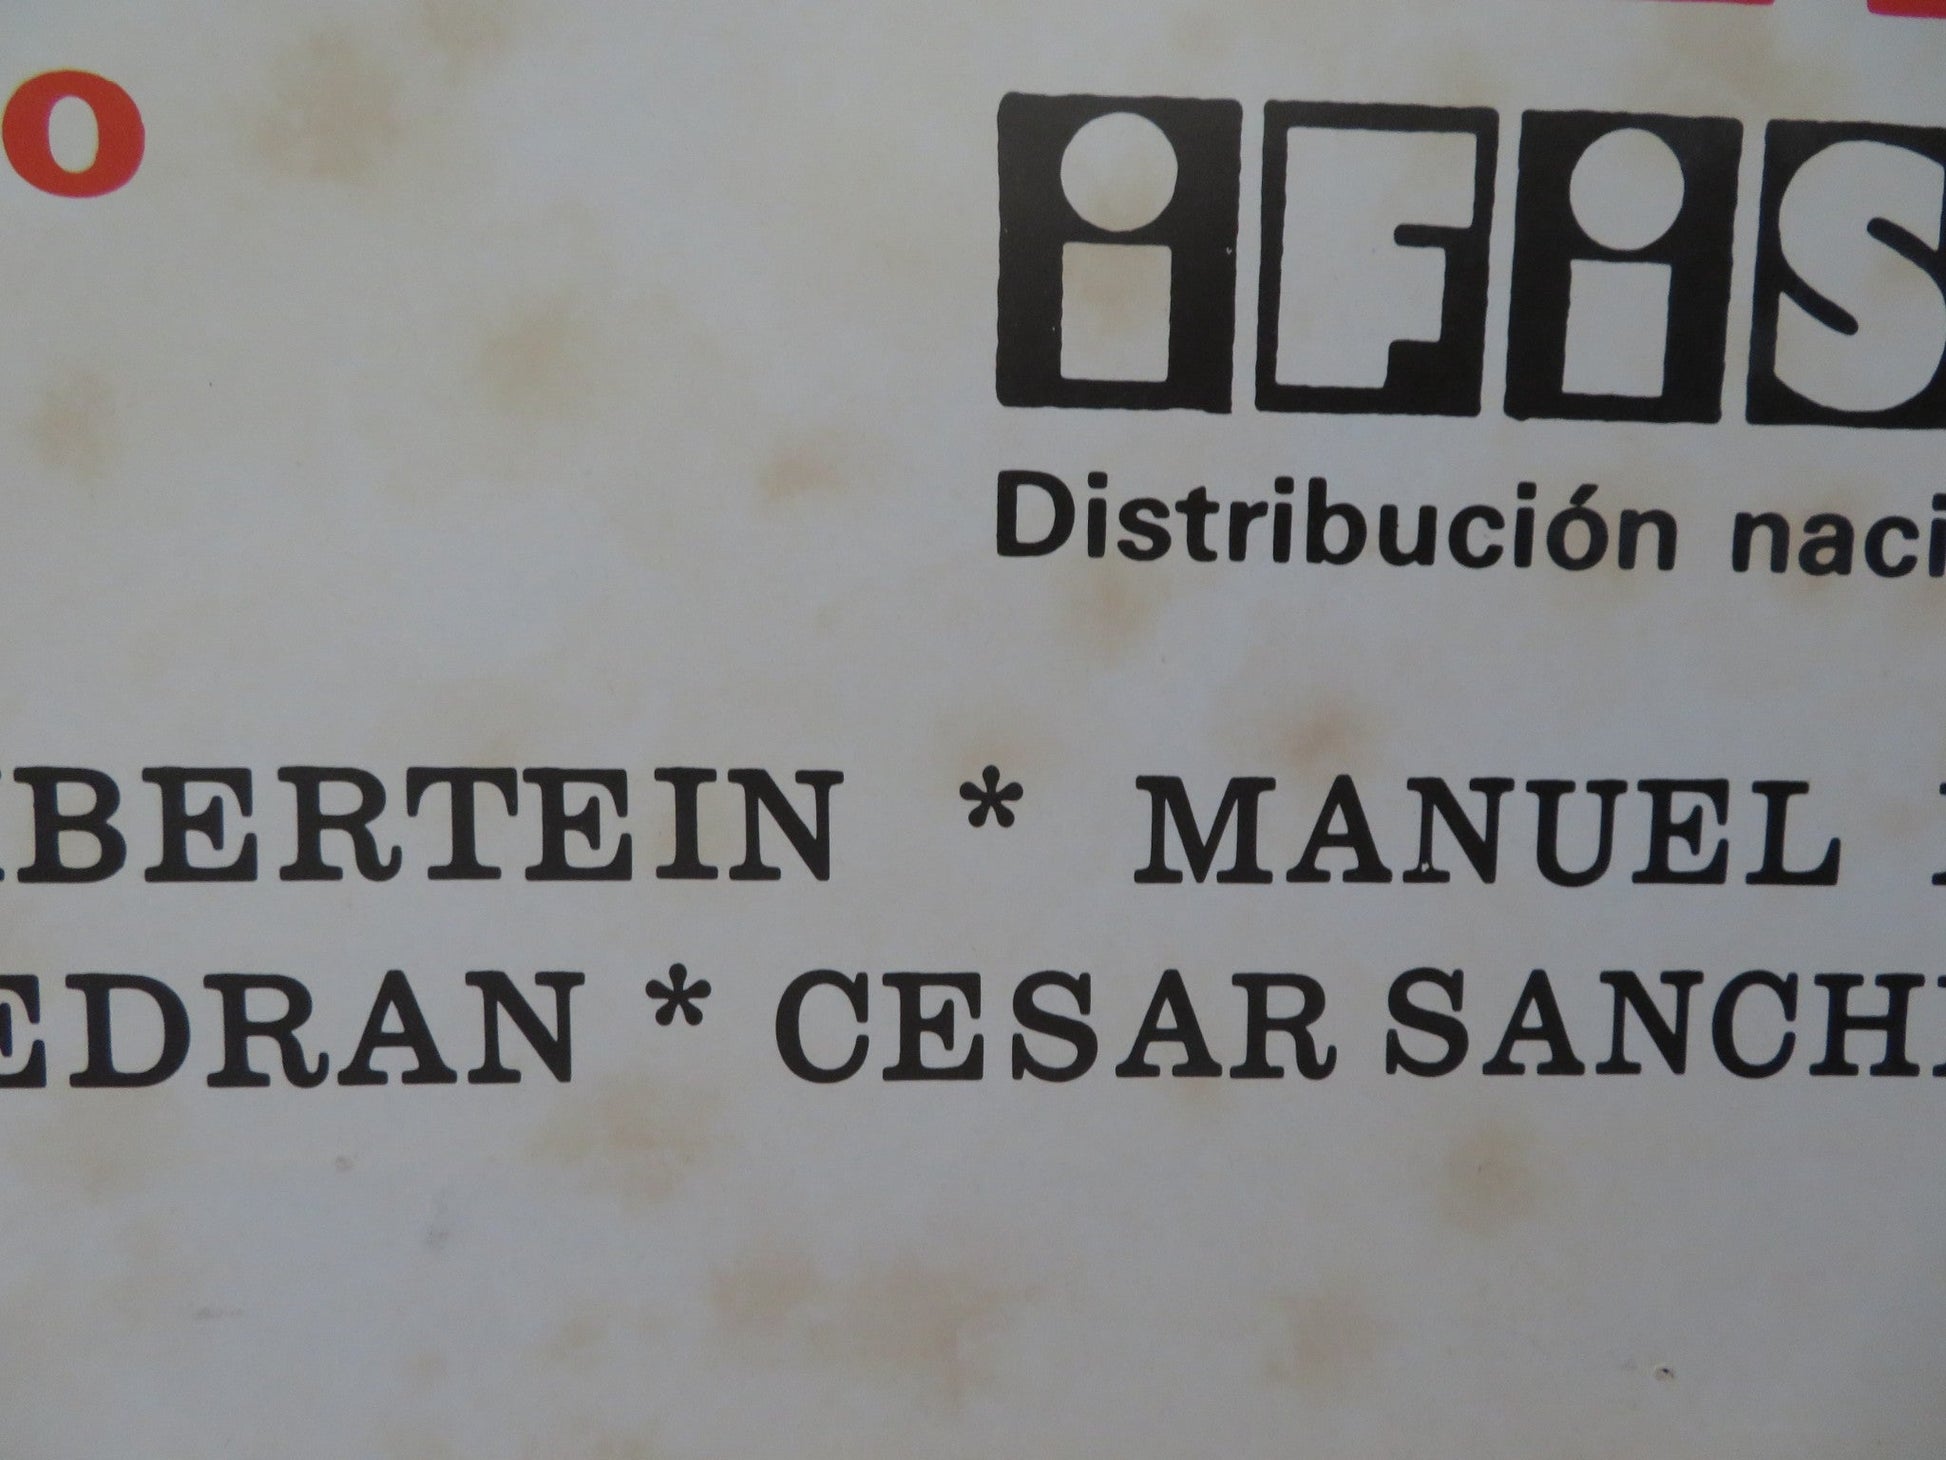 o
iFiS
Distribución naci
BERTEIN * MANUEL
EDRAN * CESAR SANCH